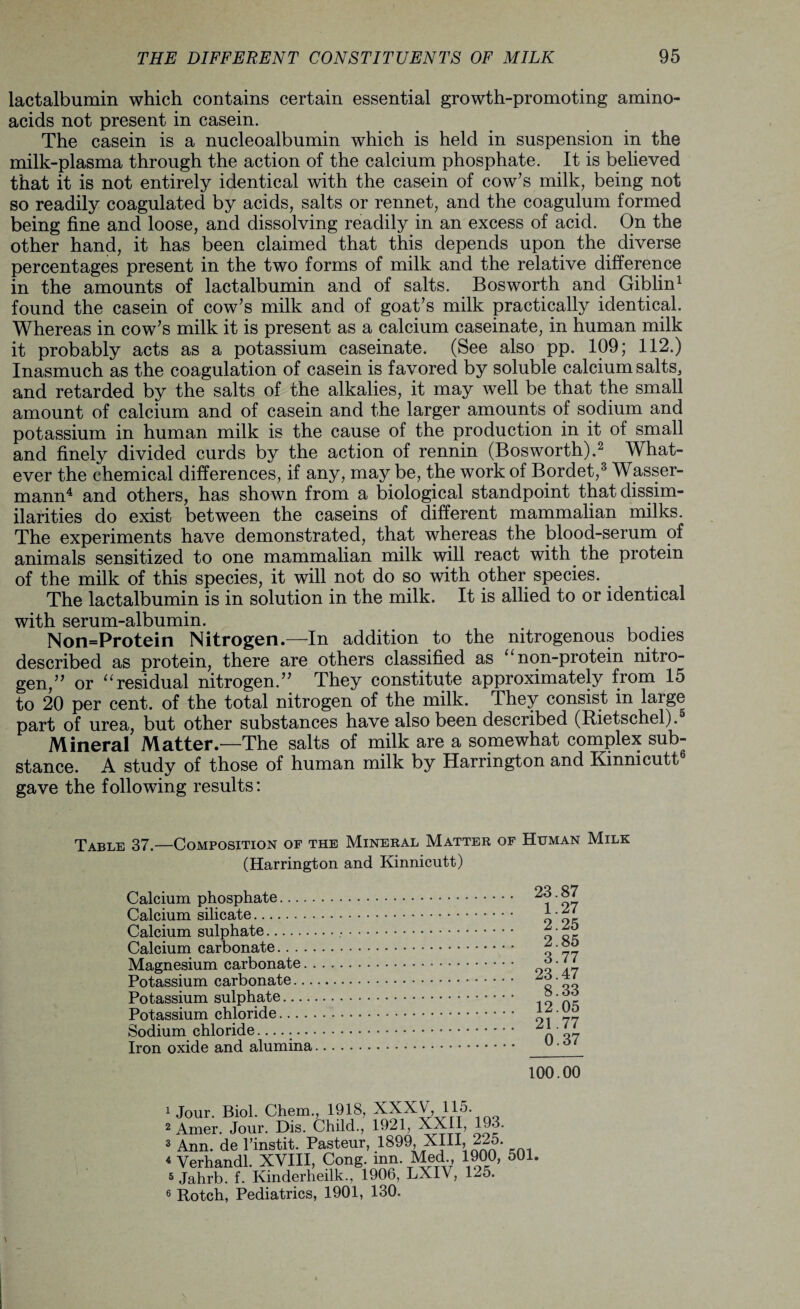 THE DIFFERENT CONSTITUENTS OF MILK 95
lactalbumin which contains certain essential growth-promoting amino-
acids not present in casein.
The casein is a nucleoalbumin which is held in suspension in the
milk-plasma through the action of the calcium phosphate. It is believed
that it is not entirely identical with the casein of cow's milk, being not
so readily coagulated by acids, salts or rennet, and the coagulum formed
being fine and loose, and dissolving readily in an excess of acid. On the
other hand, it has been claimed that this depends upon the diverse
percentages present in the two forms of milk and the relative difference
in the amounts of lactalbumin and of salts. Bosworth and Giblin¹
found the casein of cow's milk and of goat's milk practically identical.
Whereas in cow's milk it is present as a calcium caseinate, in human milk
it probably acts as a potassium caseinate. (See also pp. 109; 112.)
Inasmuch as the coagulation of casein is favored by soluble calcium salts,
and retarded by the salts of the alkalies, it may well be that the small
amount of calcium and of casein and the larger amounts of sodium and
potassium in human milk is the cause of the production in it of small
and finely divided curds by the action of rennin (Bosworth).² What-
ever the chemical differences, if any, may be, the work of Bordet,³ Wasser-
mann⁴ and others, has shown from a biological standpoint that dissim-
ilarities do exist between the caseins of different mammalian milks.
The experiments have demonstrated, that whereas the blood-serum of
animals sensitized to one mammalian milk will react with the protein
of the milk of this species, it will not do so with other species.
The lactalbumin is in solution in the milk. It is allied to or identical
with serum-albumin.
Non=Protein Nitrogen.—In addition to the nitrogenous bodies
described as protein, there are others classified as "non-protein nitro-
gen," or "residual nitrogen." They constitute approximately from 15
to 20 per cent. of the total nitrogen of the milk. They consist in large
part of urea, but other substances have also been described (Rietschel).⁵
Mineral Matter.—The salts of milk are a somewhat complex sub-
stance. A study of those of human milk by Harrington and Kinnicutt⁶
gave the following results:
Table 37.—Composition of the Mineral Matter of Human Milk
(Harrington and Kinnicutt)
Calcium phosphate 23.87
Calcium silicate 1.27
Calcium sulphate 2.25
Calcium carbonate 2.85
Magnesium carbonate 3.77
Potassium carbonate 23.47
Potassium sulphate 8.33
Potassium chloride 12.05
Sodium chloride 21.77
Iron oxide and alumina 0.37
100.00
¹ Jour. Biol. Chem., 1918, XXXV, 115.
² Amer. Jour. Dis. Child., 1921, XXII, 193.
³ Ann. de l'instit. Pasteur, 1899, XIII, 225.
⁴ Verhandl. XVIII, Cong. inn. Med., 1900, 501.
⁵ Jahrb. f. Kinderheilk., 1906, LXIV, 125.
⁶ Rotch, Pediatrics, 1901, 130.